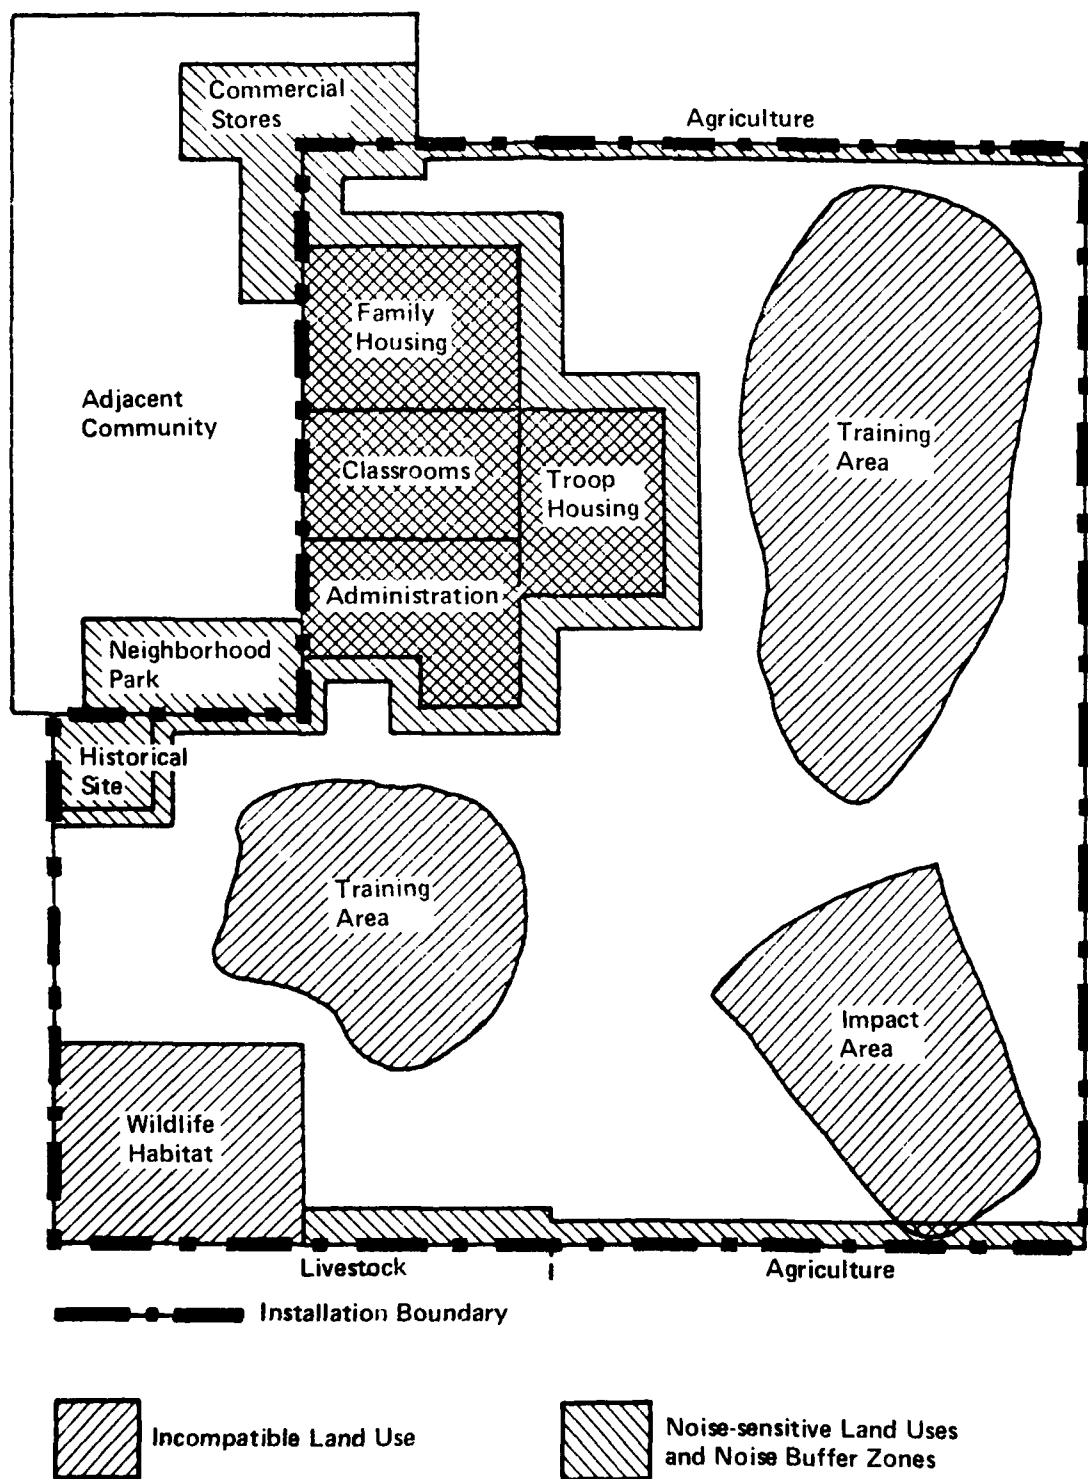 Commercial
Stores
Agriculture
Family
Housing
Adjacent
Community
Training
Area
Classrooms
Troop
Housing
Administration
Neighborhood
Park
Historical
Site
Training
Area
Impact
Area
Wildlife
Habitat
Livestock
Agriculture
Installation Boundary
Incompatible Land Use
Noise-sensitive Land Uses
and Noise Buffer Zones